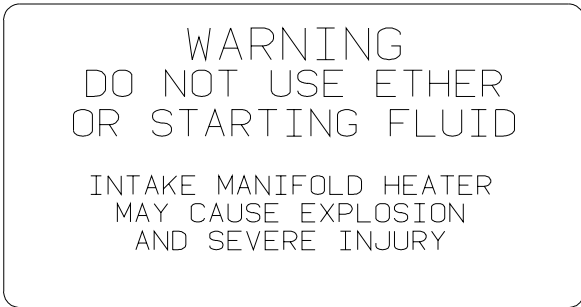 WARNING
DO NOT USE ETHER
OR STARTING FLUID
INTAKE MANIFOLD HEATER
MAY CAUSE EXPLOSION
AND SEVERE INJURY